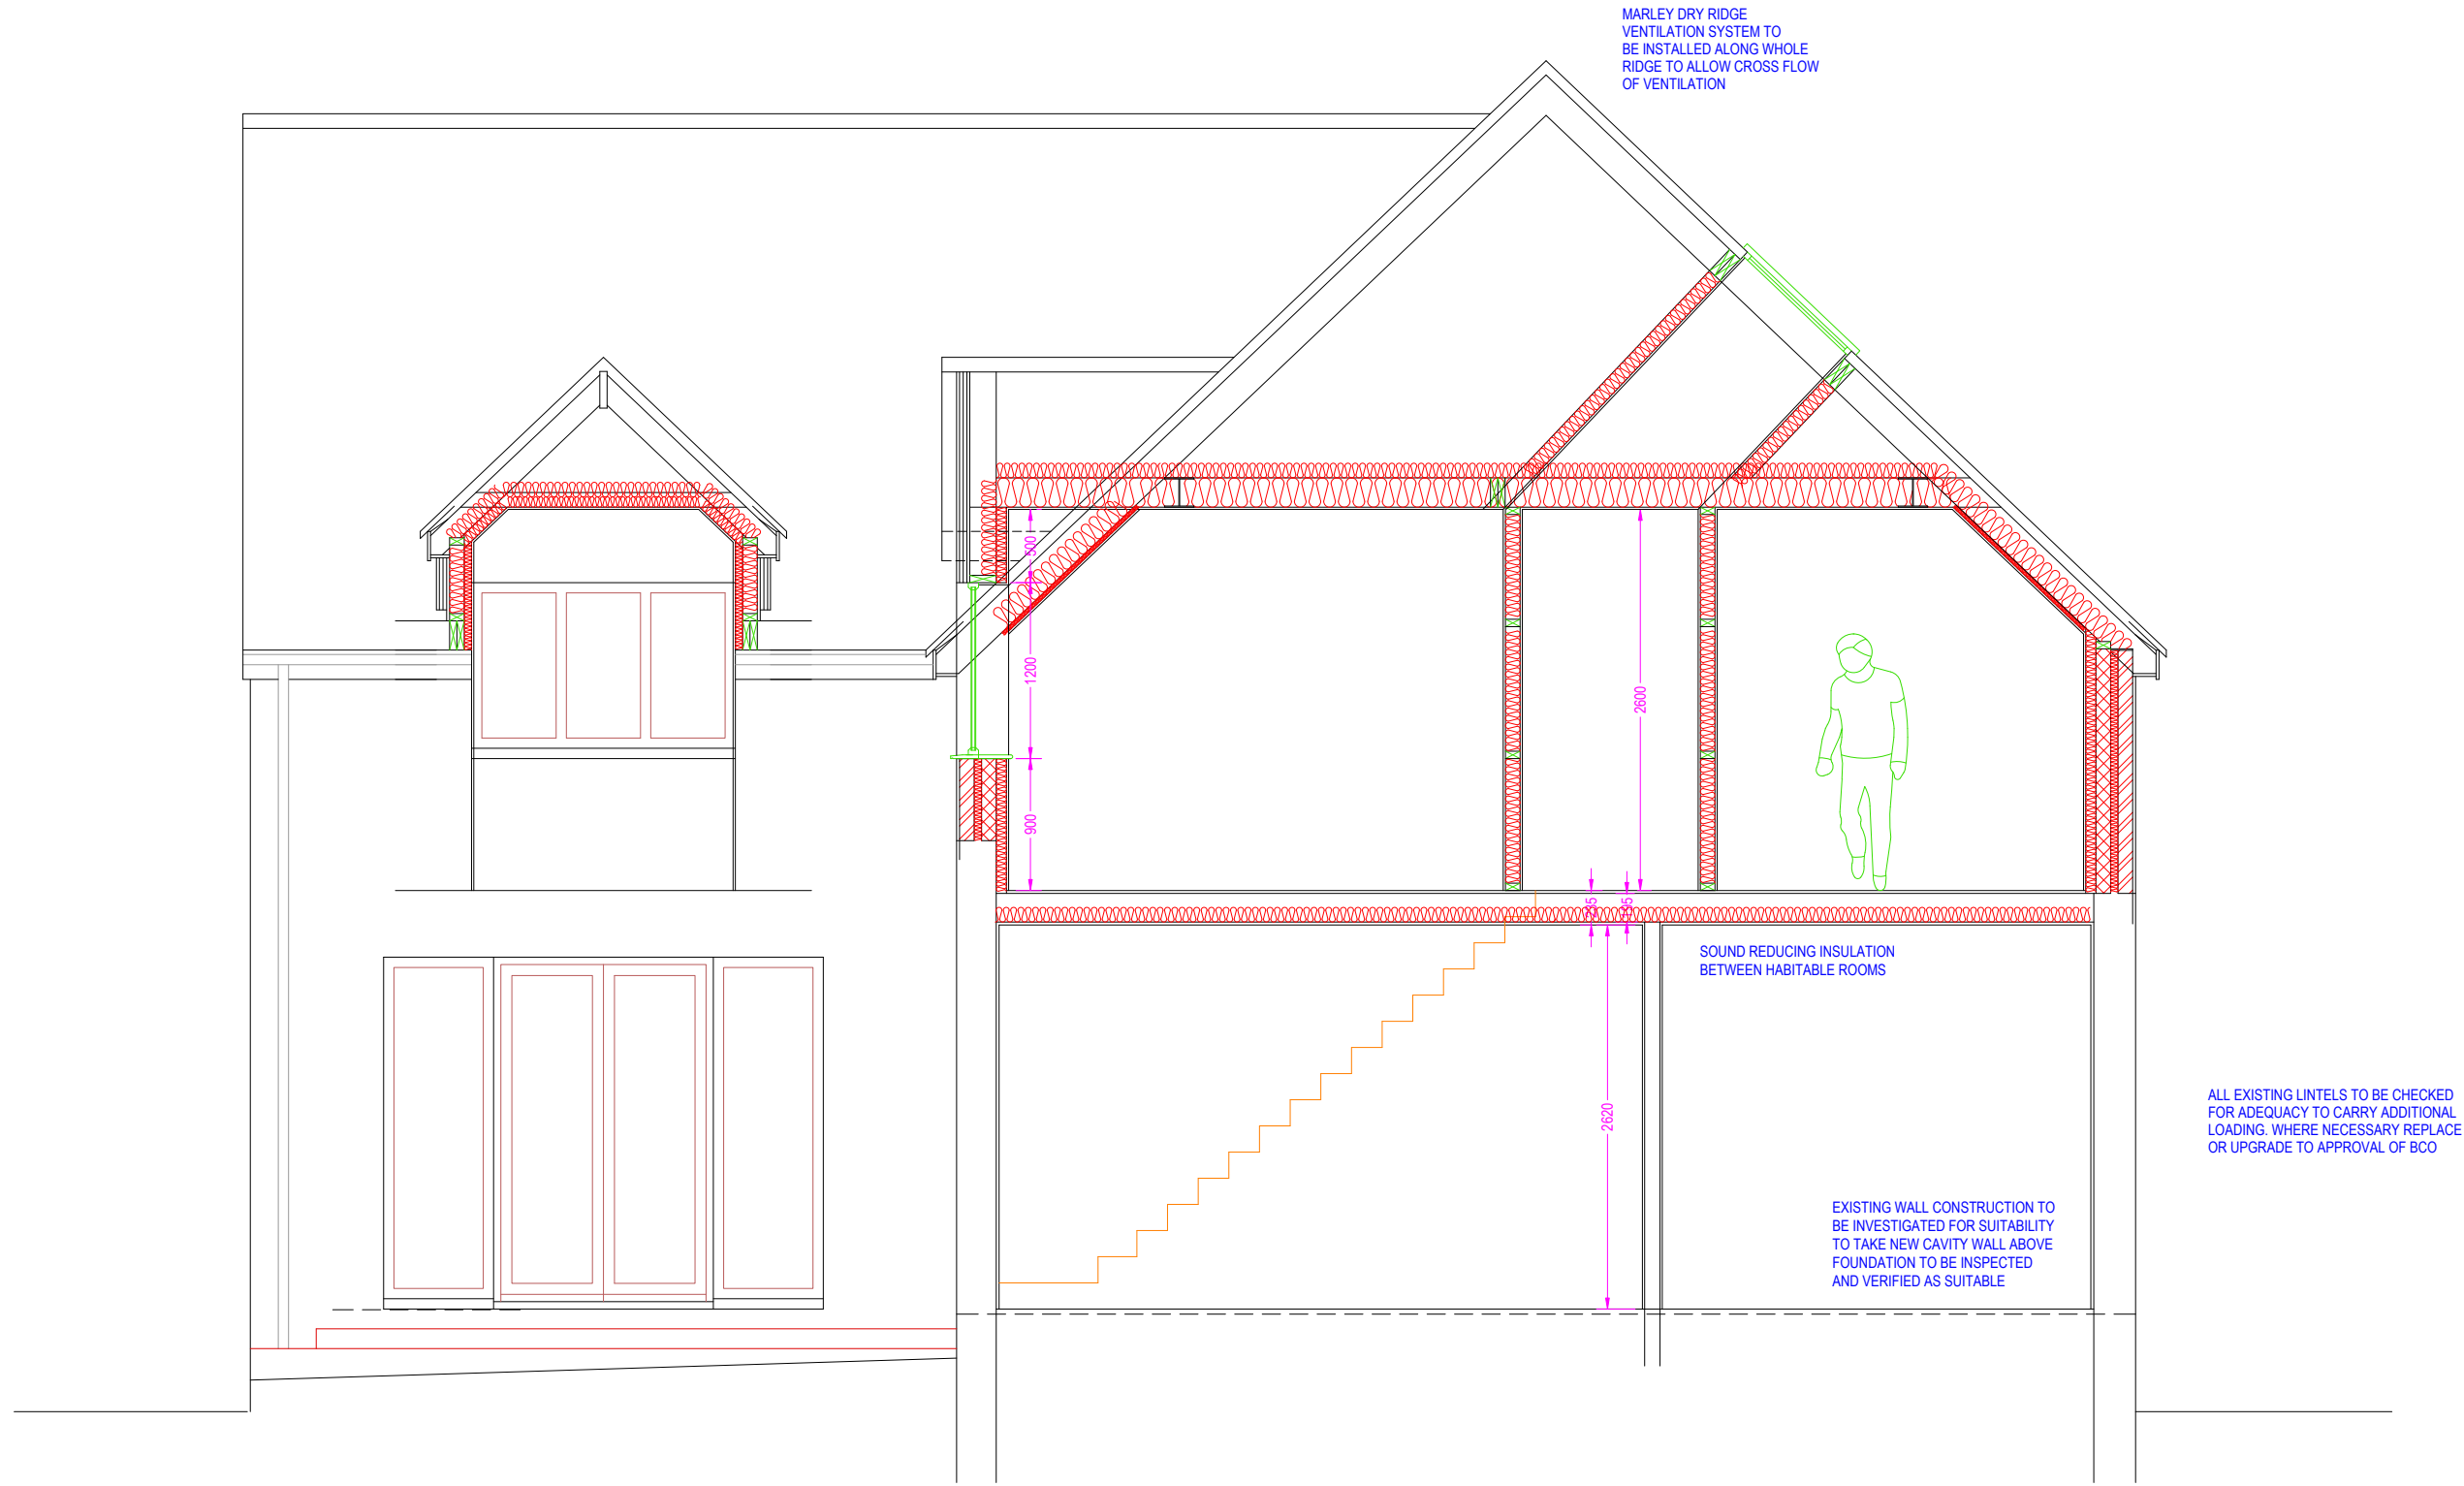 MARLEY DRY RIDGE
VENTILATION SYSTEM TO
BE INSTALLED ALONG WHOLE
RIDGE TO ALLOW CROSS FLOW
OF VENTILATION
500
1200
2600
900
235
195
SOUND REDUCING INSULATION
BETWEEN HABITABLE ROOMS
2620
ALL EXISTING LINTELS TO BE CHECKED
FOR ADEQUACY TO CARRY ADDITIONAL
LOADING. WHERE NECESSARY REPLACE
OR UPGRADE TO APPROVAL OF BCO
EXISTING WALL CONSTRUCTION TO
BE INVESTIGATED FOR SUITABILITY
TO TAKE NEW CAVITY WALL ABOVE
FOUNDATION TO BE INSPECTED
AND VERIFIED AS SUITABLE